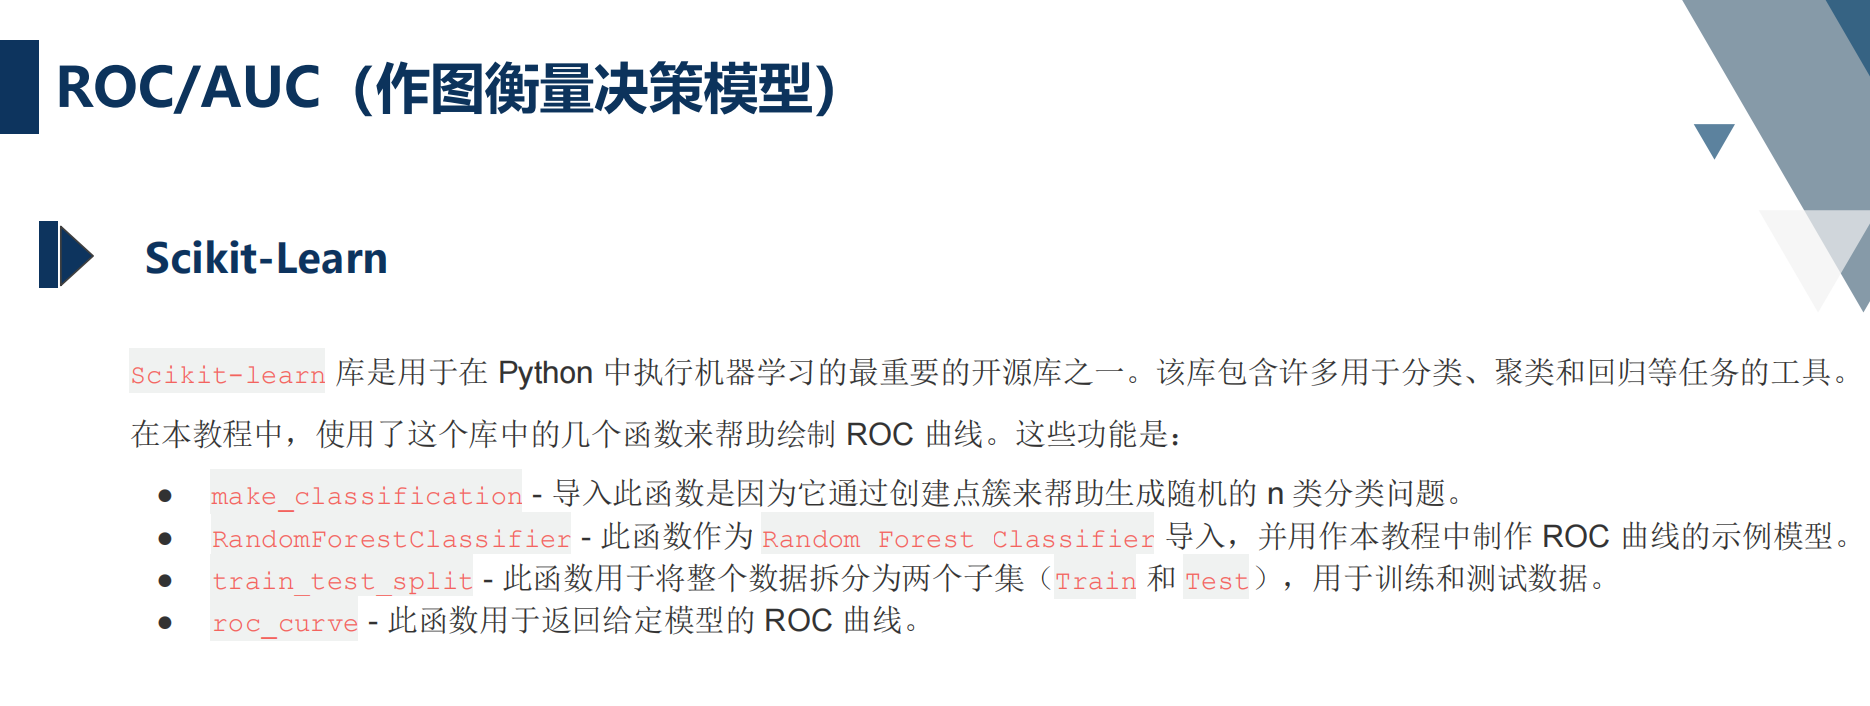 ROC/AUC（作图衡量决策模型）
Scikit-Learn
Scikit-learn 库是用于在 Python 中执行机器学习的最重要的开源库之一。该库包含许多用于分类、聚类和回归等任务的工具。
在本教程中，使用了这个库中的几个函数来帮助绘制 ROC 曲线。这些功能是：
● make_classification - 导入此函数是因为它通过创建点簇来帮助生成随机的 n 类分类问题。
● RandomForestClassifier - 此函数作为 Random Forest Classifier 导入，并用作本教程中制作 ROC 曲线的示例模型。
● train_test_split - 此函数用于将整个数据拆分为两个子集（Train 和 Test），用于训练和测试数据。
● roc_curve - 此函数用于返回给定模型的 ROC 曲线。